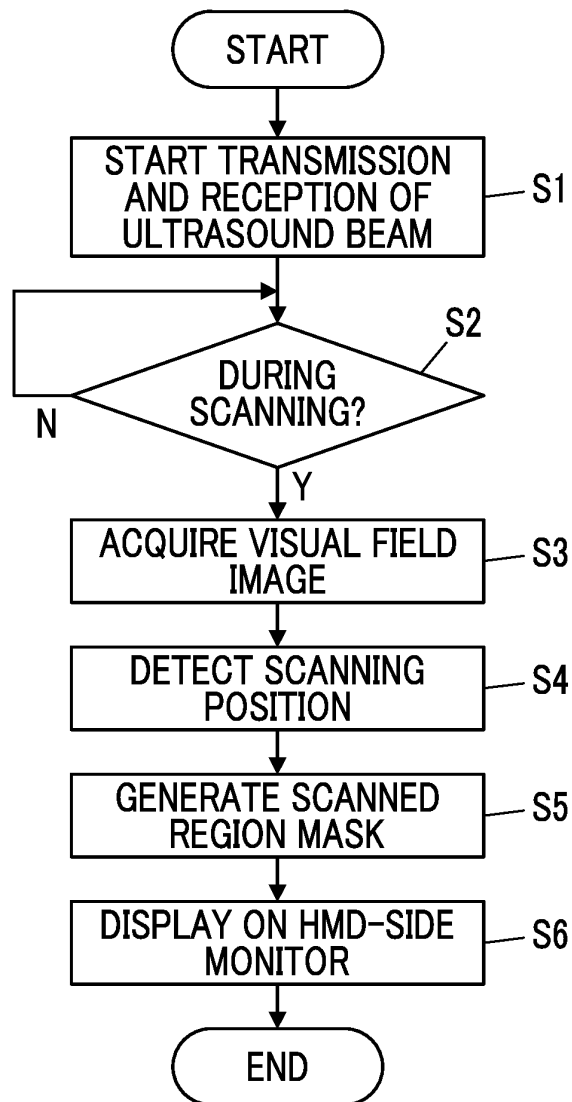 START
START TRANSMISSION
AND RECEPTION OF
ULTRASOUND BEAM
S1
S2
DURING
SCANNING?
N
Y
ACQUIRE VISUAL FIELD
IMAGE
S3
DETECT SCANNING
POSITION
S4
GENERATE SCANNED
REGION MASK
S5
DISPLAY ON HMD-SIDE
MONITOR
S6
END